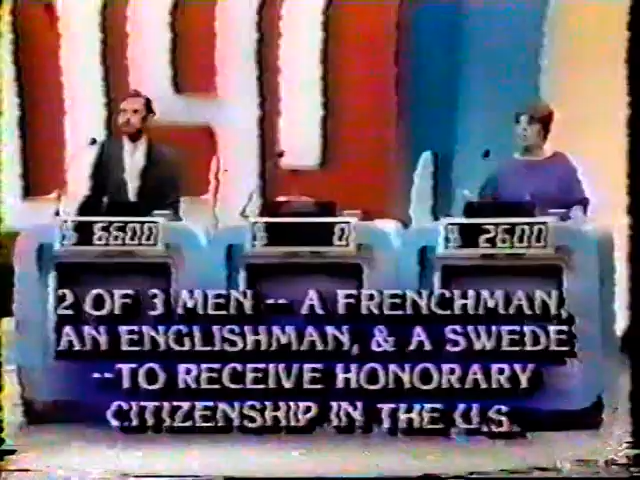 $ 6600
$ 0
$ 2600
2 OF 3 MEN -- A FRENCHMAN,
AN ENGLISHMAN, & A SWEDE
--TO RECEIVE HONORARY
CITIZENSHIP IN THE U.S.